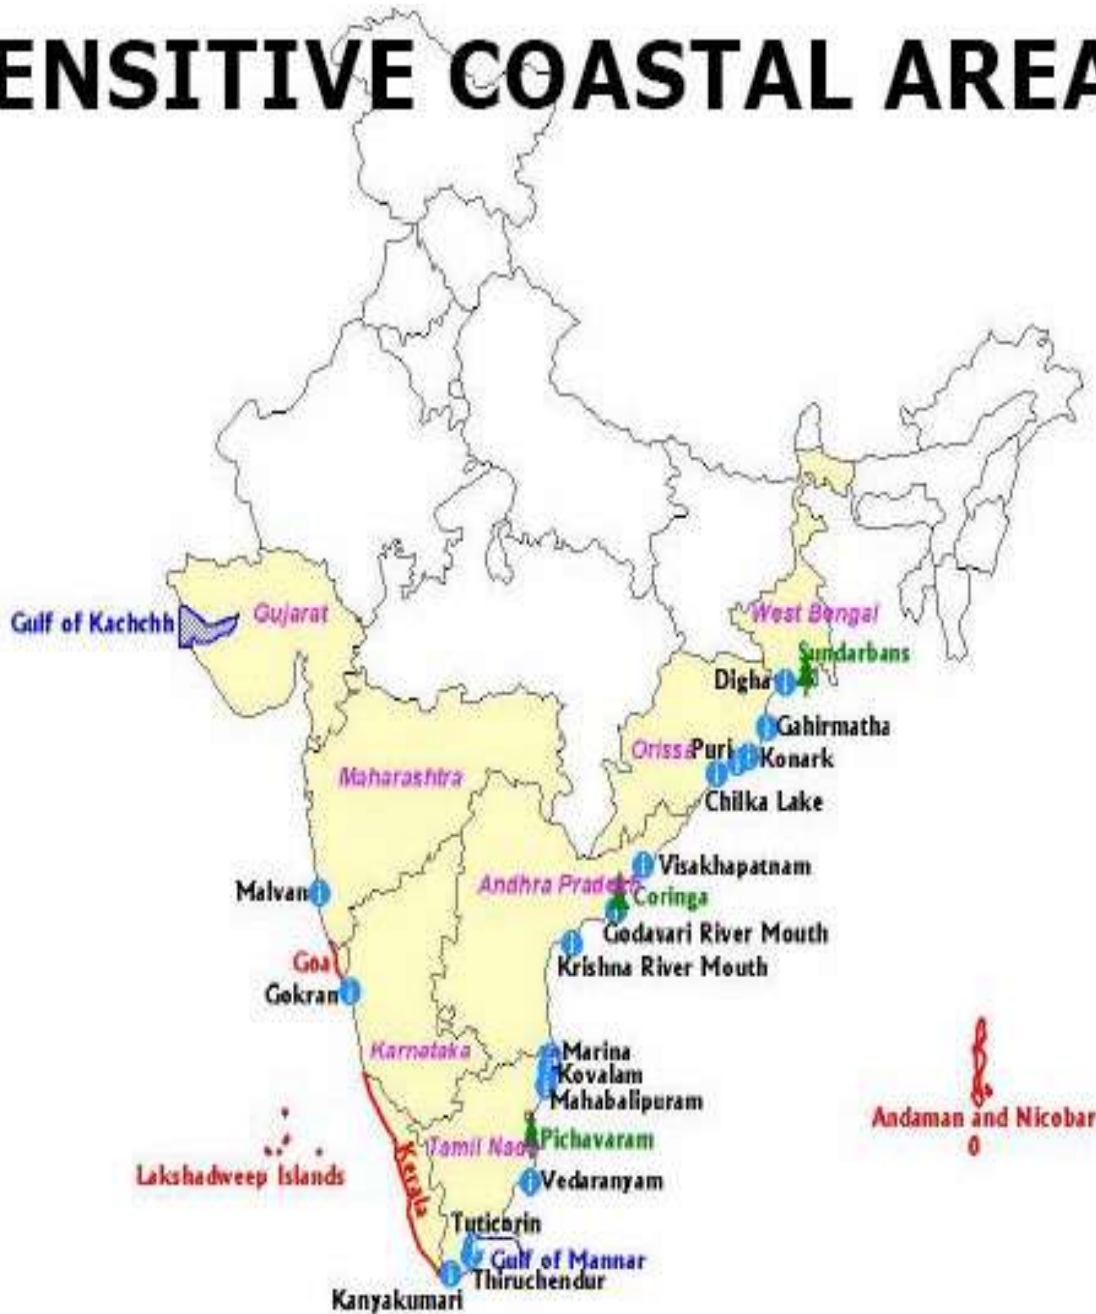 ENSITIVE COASTAL AREA
Gulf of Kachchh
Gujarat
West Bengal
Sundarbans
Digha
Gahirmatha
Orissa
Puri
Konark
Maharashtra
Chilka Lake
Visakhapatnam
Malvan
Andhra Pradesh
Coringa
Godavari River Mouth
Goa
Krishna River Mouth
Gokran
Karnataka
Marina
Kovalam
Mahabalipuram
Andaman and Nicobar
Tamil Nadu
Pichavaram
Kerala
Lakshadweep Islands
Vedaranyam
Tuticorin
Gulf of Mannar
Thiruchendur
Kanyakumari